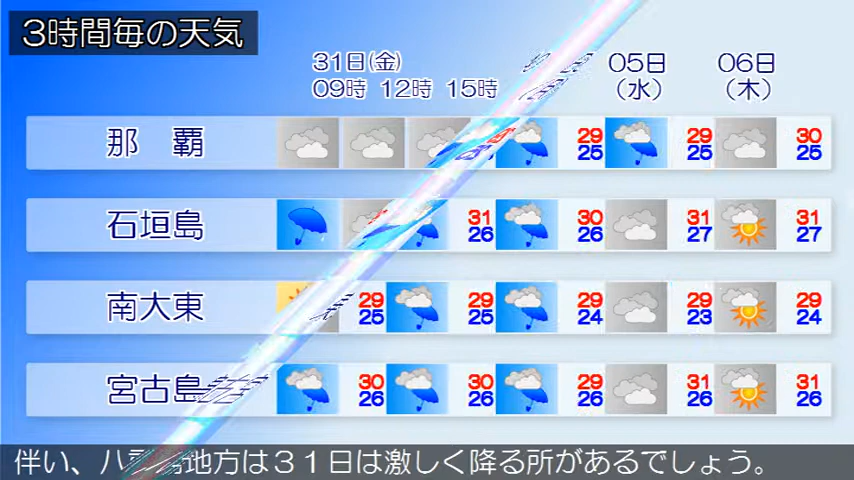 3時間毎の天気
31日(金) 05日 06日
09時 12時 15時 (水) (木)
那覇 29 29 30
25 25 25
石垣島 31 30 31 31
26 26 27 27
南大東 29 29 29 29 29
25 25 24 23 24
宮古島 30 30 29 31 31
26 26 26 26 26
伴い、八 地方は31日は激しく降る所があるでしょう。